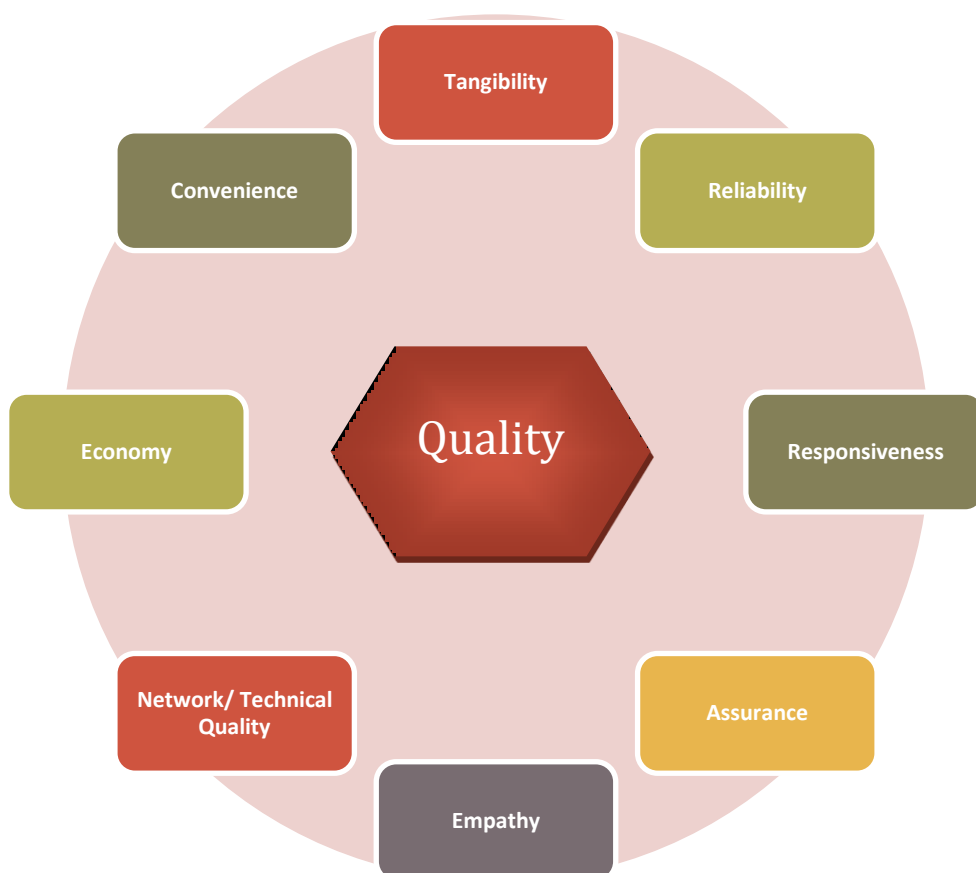 Tangibility
Convenience
Reliability
Quality
Economy
Responsiveness
Network/ Technical
Quality
Assurance
Empathy